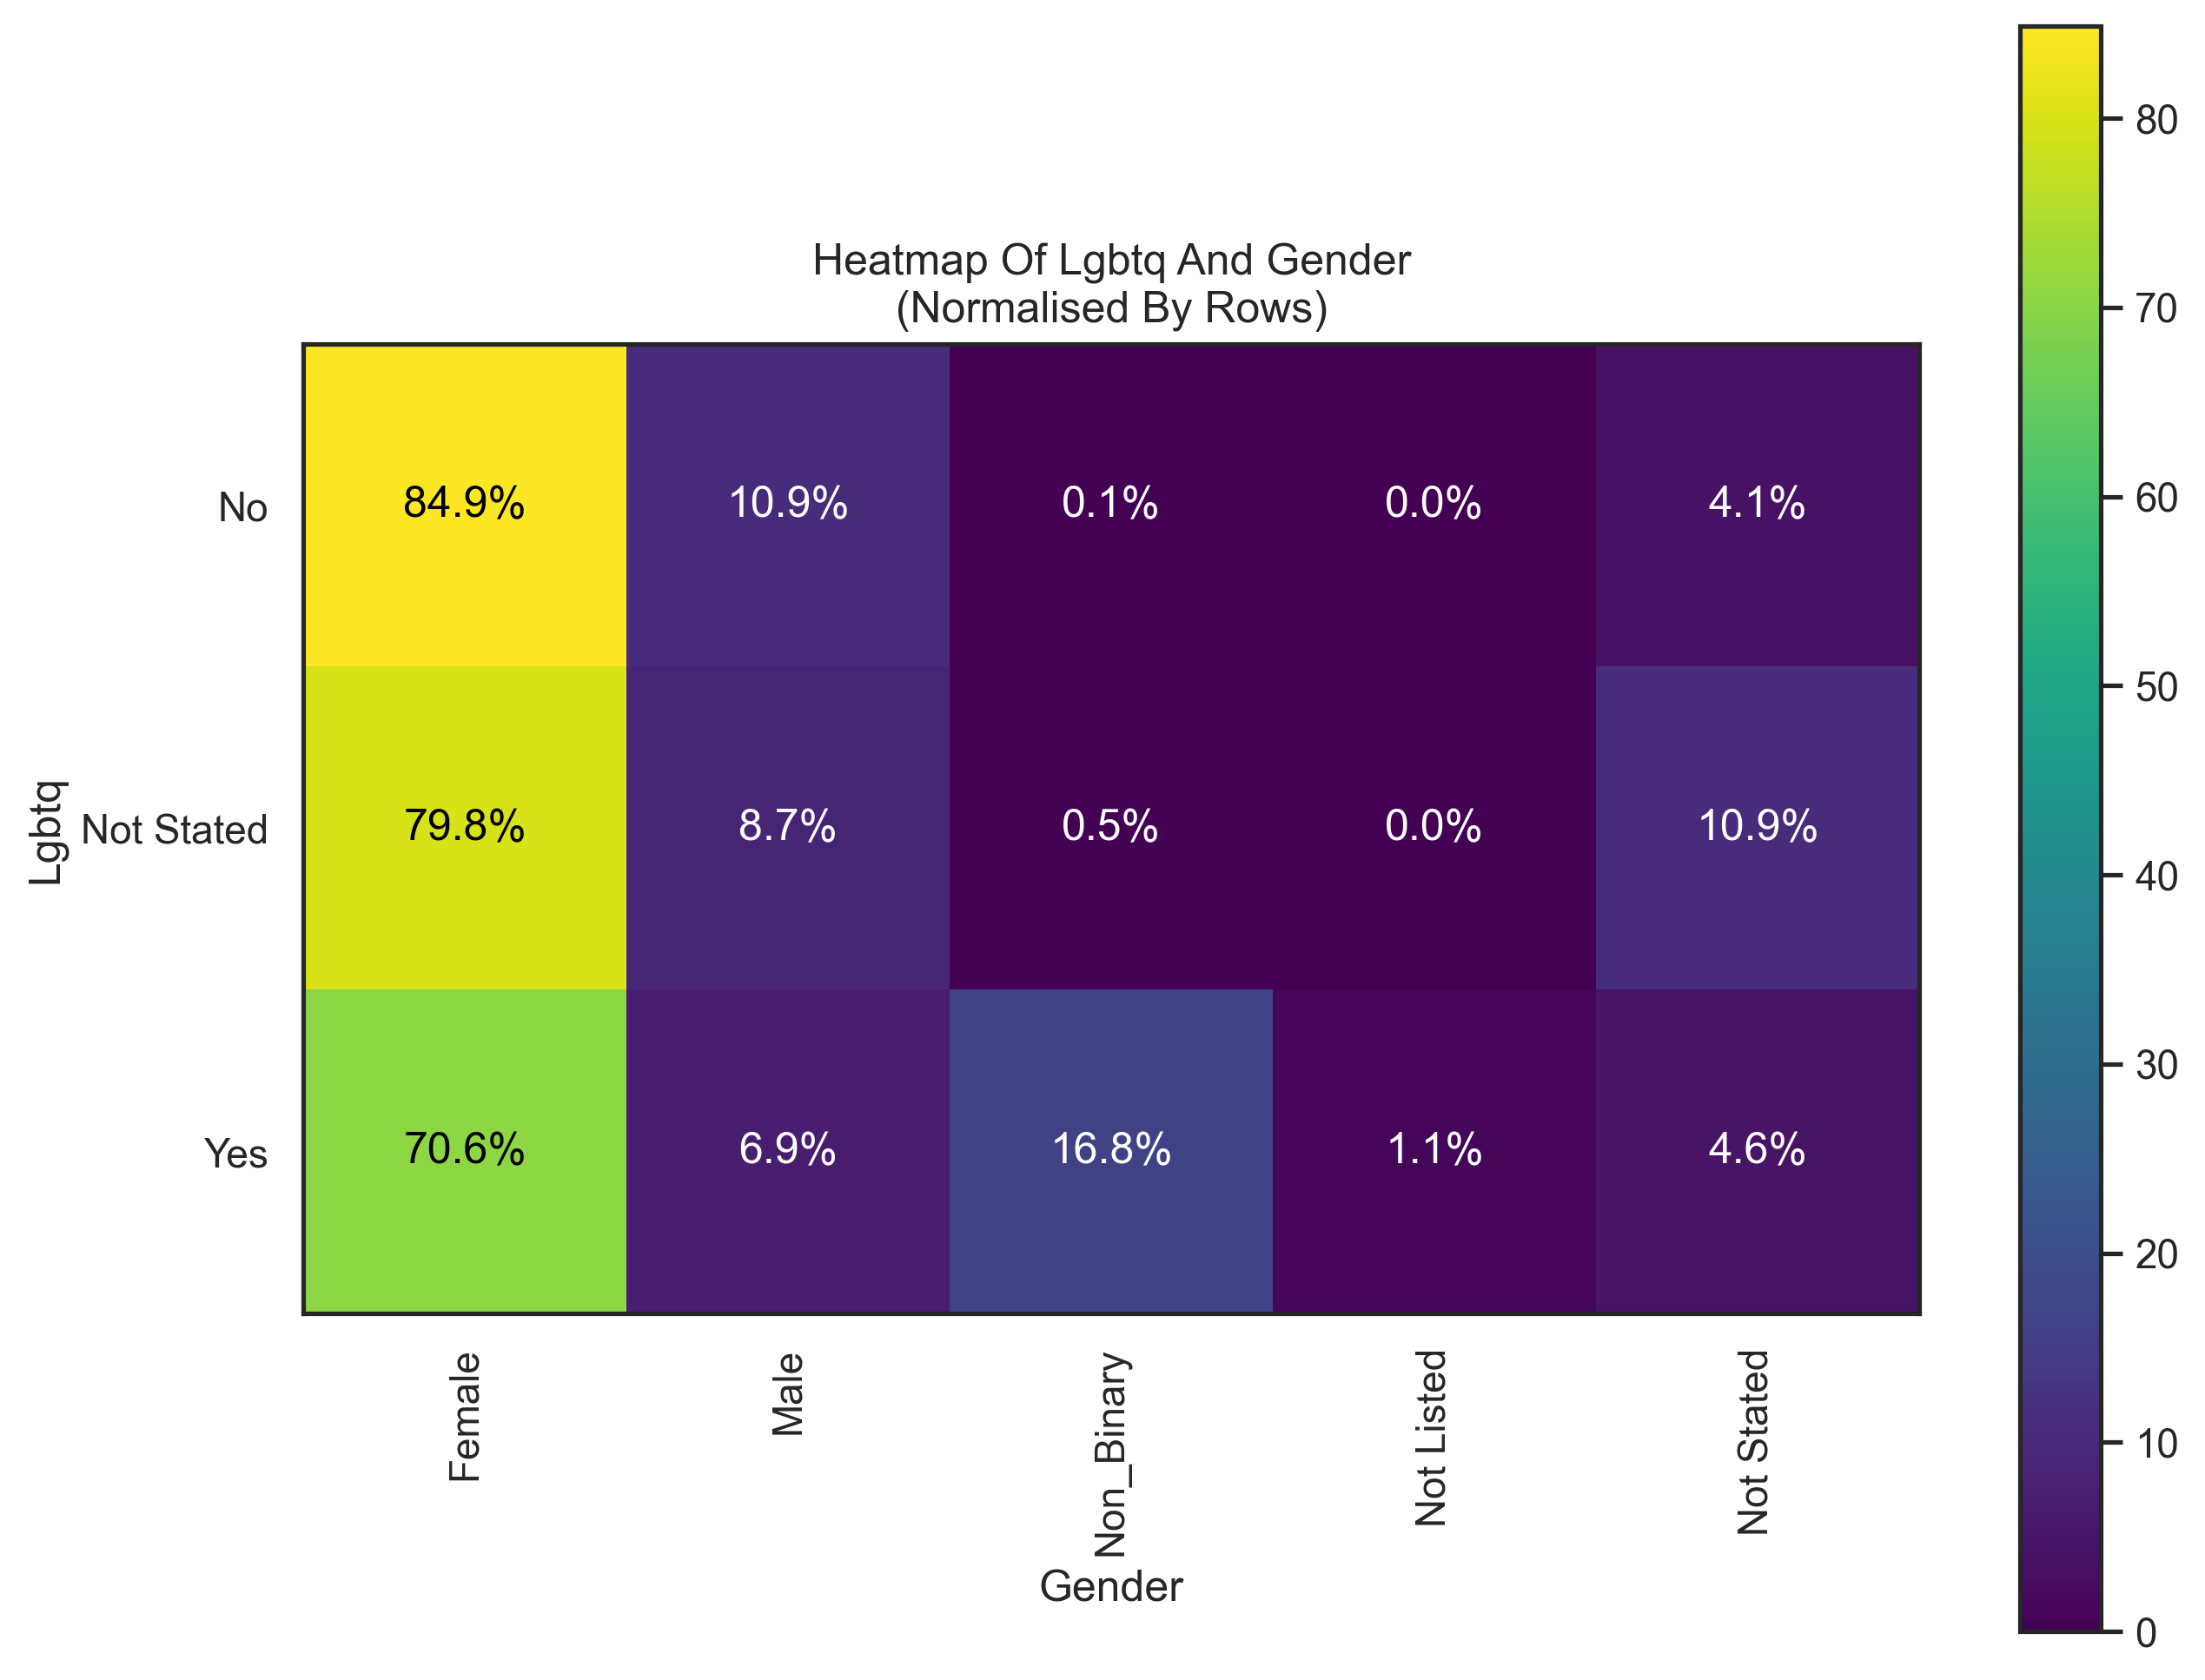 Heatmap Of Lgbtq And Gender
(Normalised By Rows)
Lgbtq
No
84.9%
10.9%
0.1%
0.0%
4.1%
Not Stated
79.8%
8.7%
0.5%
0.0%
10.9%
Yes
70.6%
6.9%
16.8%
1.1%
4.6%
Female
Male
Non_Binary
Not Listed
Not Stated
Gender
80
70
60
50
40
30
20
10
0